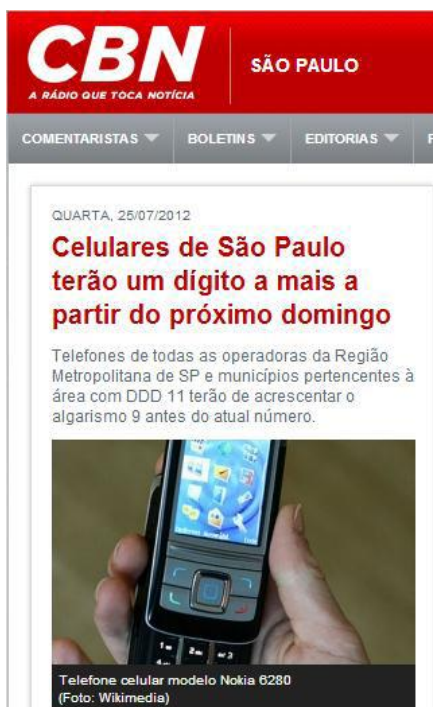 CBN
A RÁDIO QUE TOCA NOTÍCIA
SÃO PAULO
COMENTARISTAS BOLETINS EDITORIAS
QUARTA, 25/07/2012
Celulares de São Paulo
terão um dígito a mais a
partir do próximo domingo
Telefones de todas as operadoras da Região
Metropolitana de SP e municípios pertencentes à
área com DDD 11 terão de acrescentar o
algarismo 9 antes do atual número.
Telefone celular modelo Nokia 6280
(Foto: Wikimedia)